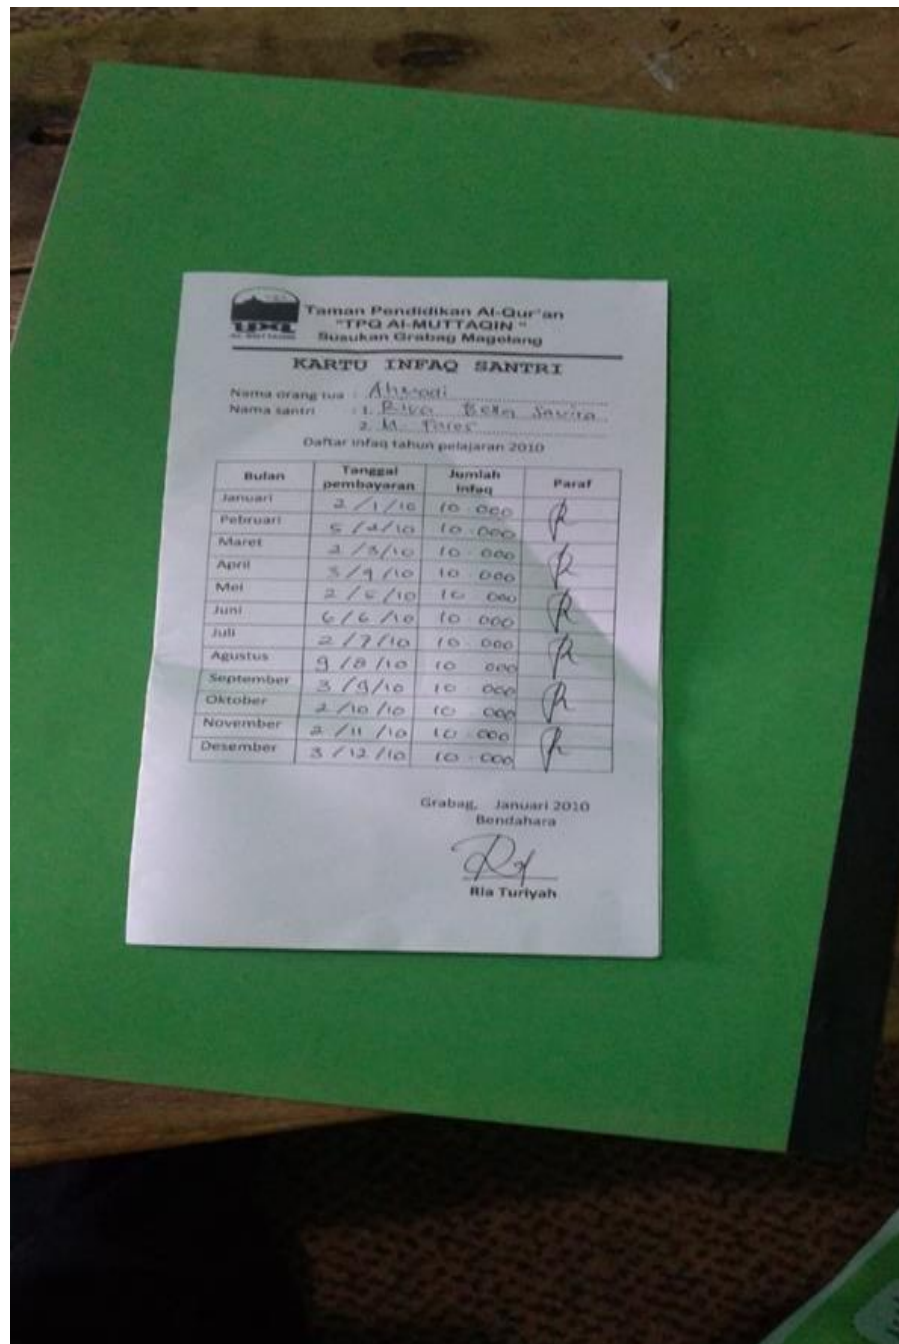 Taman Pendidikan Al-Qur'an
"TPQ Al-MUTTAQIN "
Susukan Grabag Magelang
KARTU INFAQ SANTRI
Nama orang tua : Ahmadi
Nama santri : 1. Riva Bella Savira
2. M. Fares
Daftar infaq tahun pelajaran 2010
Bulan Tanggal pembayaran Jumlah infaq Paraf
Januari 2/1/10 10.000
Pebruari 5/2/10 10.000
Maret 2/3/10 10.000
April 3/4/10 10.000
Mei 2/5/10 10 000
Juni 6/6/10 10.000
Juli 2/7/10 10.000
Agustus 9/8/10 10 000
September 3/9/10 10.000
Oktober 2/10/10 10 000
November 2/11/10 10.000
Desember 3/12/10 10.000
Grabag, Januari 2010
Bendahara
Ria Turiyah